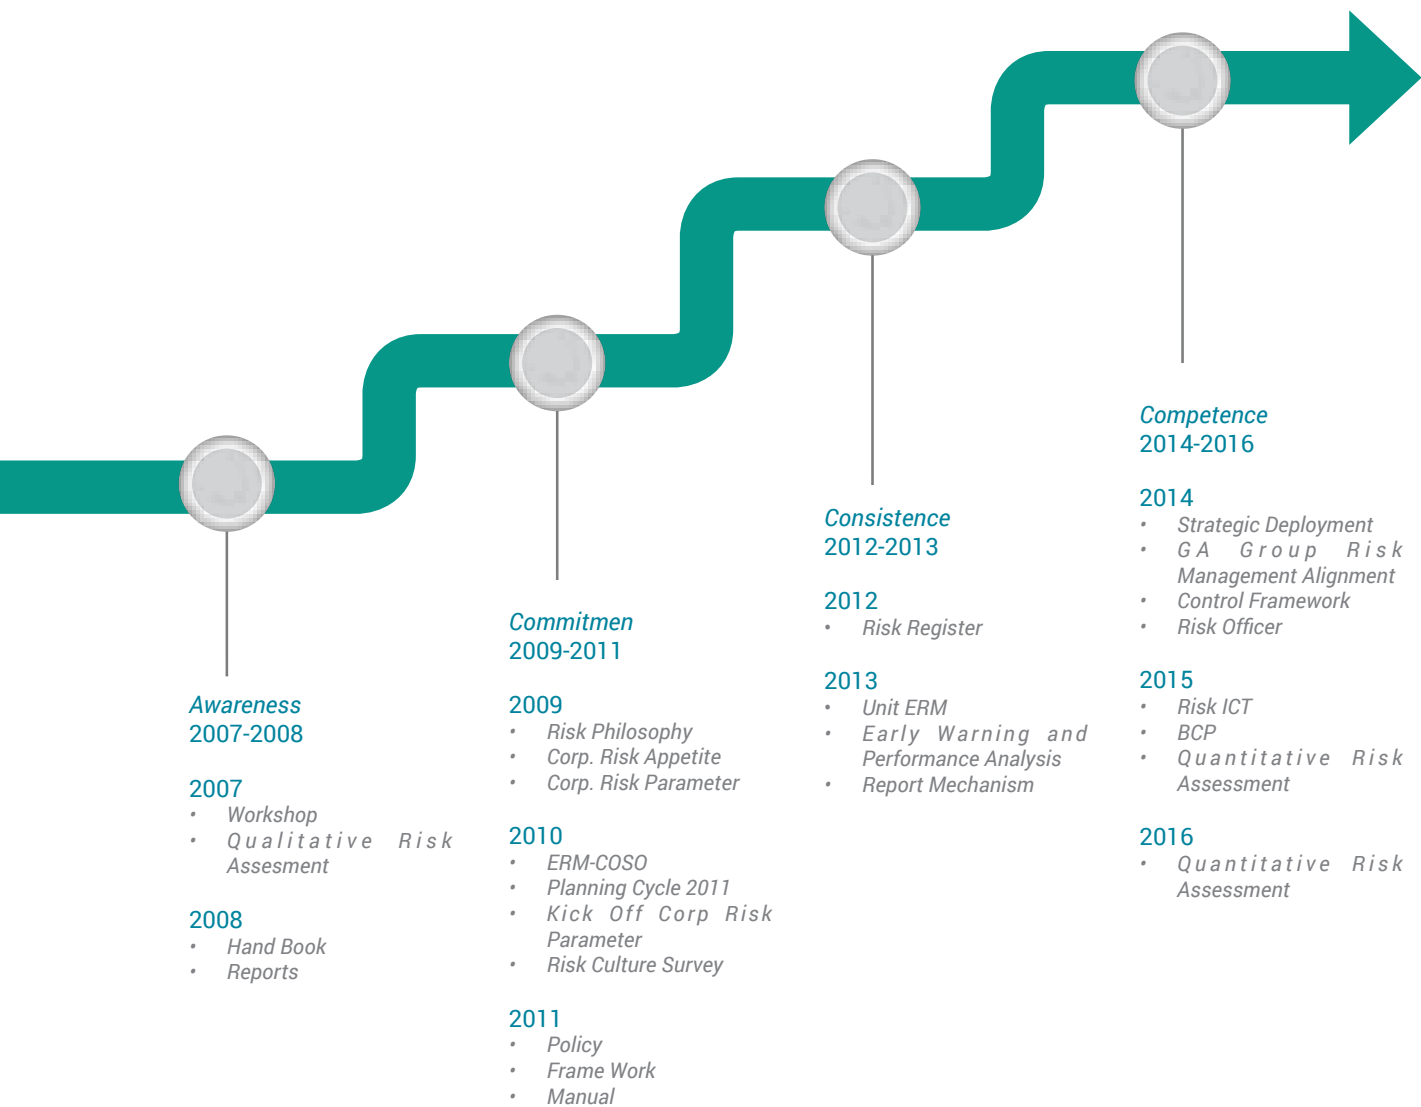 Awareness
2007-2008
2007
• Workshop
• Qualitative Risk
Assesment
2008
• Hand Book
• Reports
Commitmen
2009-2011
2009
• Risk Philosophy
• Corp. Risk Appetite
• Corp. Risk Parameter
2010
• ERM-COSO
• Planning Cycle 2011
• Kick Off Corp Risk
Parameter
• Risk Culture Survey
2011
• Policy
• Frame Work
• Manual
Consistence
2012-2013
2012
• Risk Register
2013
• Unit ERM
• Early Warning and
Performance Analysis
• Report Mechanism
Competence
2014-2016
2014
• Strategic Deployment
• GA Group Risk
Management Alignment
• Control Framework
• Risk Officer
2015
• Risk ICT
• BCP
• Quantitative Risk
Assessment
2016
• Quantitative Risk
Assessment